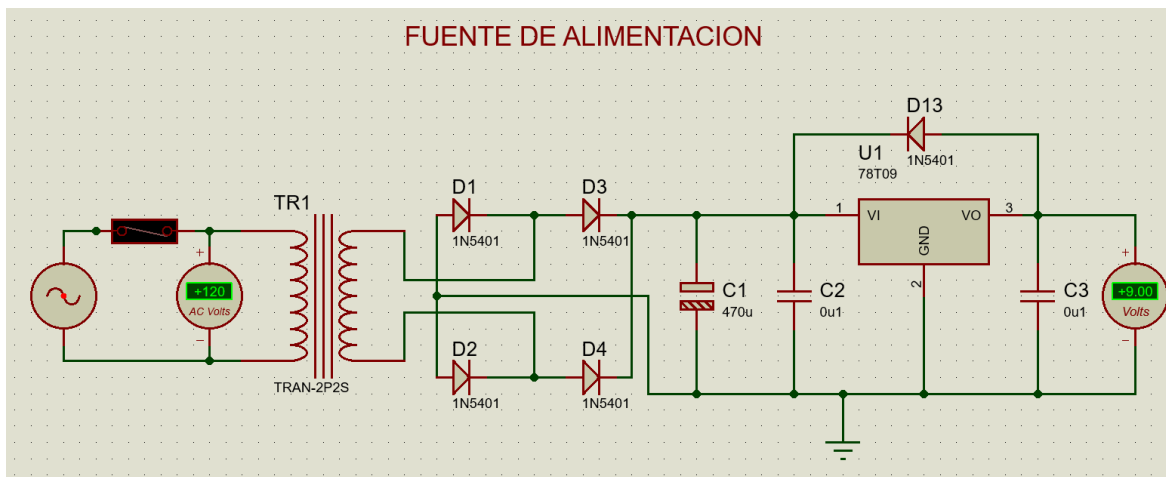 FUENTE DE ALIMENTACION
D13
1N5401
U1
78T09
D1
1N5401
D3
1N5401
TR1
TRAN-2P2S
1
VI
VO
3
GND
2
+
+120
AC Volts
−
C1
470u
C2
0u1
C3
0u1
+
+9.00
Volts
−
D2
1N5401
D4
1N5401